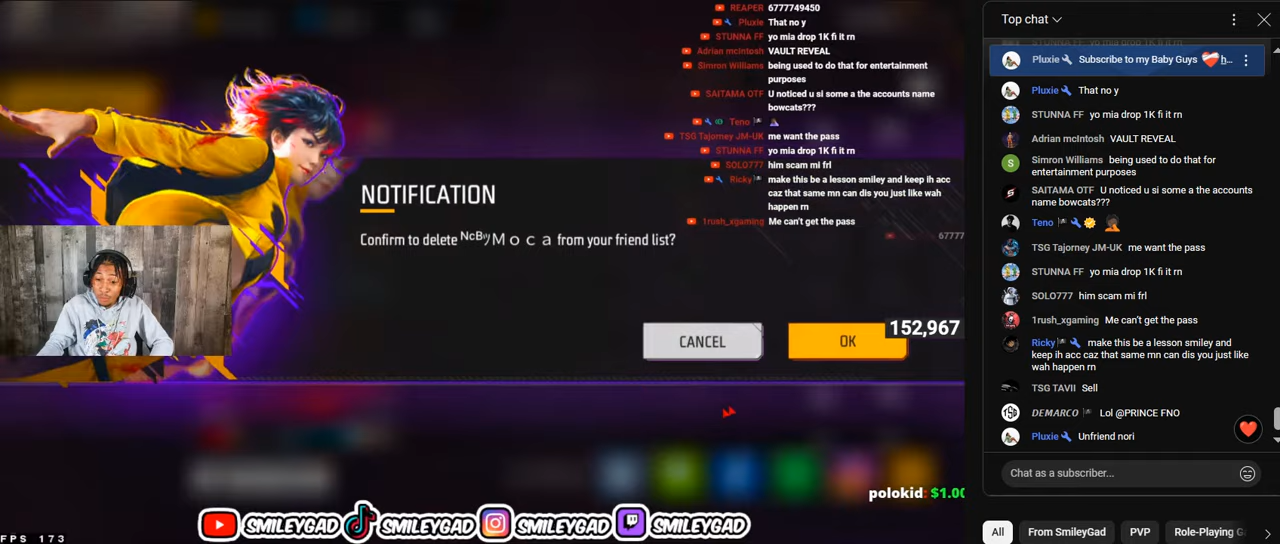 REAPER 6777749450
Pluxie That no y
STUNNA FF yo mia drop 1K fi it rn
Adrian mcIntosh VAULT REVEAL
Simron Williams being used to do that for entertainment
purposes
SAITAMA OTF U noticed u si some a the accounts name
bowcats???
Teno
TSG Tajorney JM-UK me want the pass
STUNNA FF yo mia drop 1K fi it rn
SOLO777 him scam mi frl
Ricky make this be a lesson smiley and keep ih acc
caz that same mn can dis you just like wah
happen rn
1rush_xgaming Me can't get the pass
67777
NOTIFICATION
Confirm to delete NcByMoca from your friend list?
CANCEL
OK
152,967
polokid: $1.00
SMILEYGAD
SMILEYGAD
SMILEYGAD
SMILEYGAD
FPS 173
Top chat
Pluxie Subscribe to my Baby Guys h...
Pluxie That no y
STUNNA FF yo mia drop 1K fi it rn
Adrian mcIntosh VAULT REVEAL
S
Simron Williams being used to do that for
entertainment purposes
SAITAMA OTF U noticed u si some a the accounts
name bowcats???
Teno
TSG Tajorney JM-UK me want the pass
STUNNA FF yo mia drop 1K fi it rn
SOLO777 him scam mi frl
1rush_xgaming Me can't get the pass
Ricky make this be a lesson smiley and
keep ih acc caz that same mn can dis you just like
wah happen rn
TSG TAVII Sell
DEMARCO Lol @PRINCE FNO
Pluxie Unfriend nori
Chat as a subscriber...
All
From SmileyGad
PVP
Role-Playing G